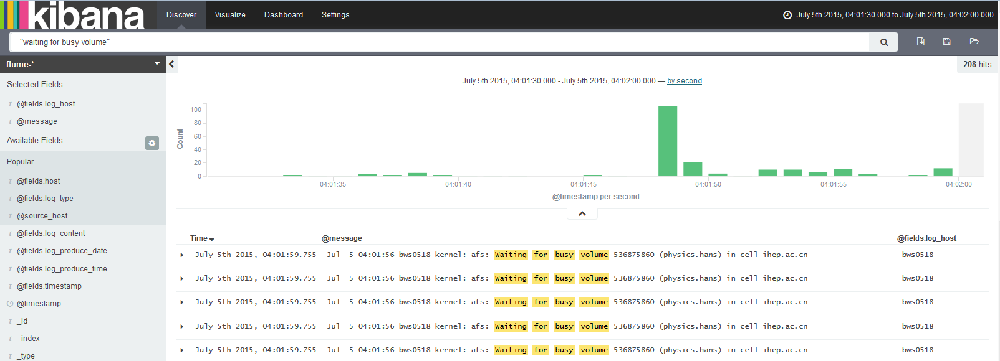 kibana
Discover Visualize Dashboard Settings
July 5th 2015, 04:01:30.000 to July 5th 2015, 04:02:00.000
"waiting for busy volume"
flume-*
208 hits
Selected Fields
t @fields.log_host
t @message
Available Fields
Popular
t @fields.host
t @fields.log_type
t @source_host
t @fields.log_content
t @fields.log_produce_date
t @fields.log_produce_time
t @fields.timestamp
@timestamp
t _id
t _index
t _type
July 5th 2015, 04:01:30.000 - July 5th 2015, 04:02:00.000 — by second
Count
100
80
60
40
20
0
04:01:35 04:01:40 04:01:45 04:01:50 04:01:55 04:02:00
@timestamp per second
Time @message @fields.log_host
July 5th 2015, 04:01:59.755 Jul 5 04:01:56 bws0518 kernel: afs: Waiting for busy volume 536875860 (physics.hans) in cell ihep.ac.cn bws0518
July 5th 2015, 04:01:59.755 Jul 5 04:01:56 bws0518 kernel: afs: Waiting for busy volume 536875860 (physics.hans) in cell ihep.ac.cn bws0518
July 5th 2015, 04:01:59.755 Jul 5 04:01:56 bws0518 kernel: afs: Waiting for busy volume 536875860 (physics.hans) in cell ihep.ac.cn bws0518
July 5th 2015, 04:01:59.755 Jul 5 04:01:56 bws0518 kernel: afs: Waiting for busy volume 536875860 (physics.hans) in cell ihep.ac.cn bws0518
July 5th 2015, 04:01:59.755 Jul 5 04:01:56 bws0518 kernel: afs: Waiting for busy volume 536875860 (physics.hans) in cell ihep.ac.cn bws0518